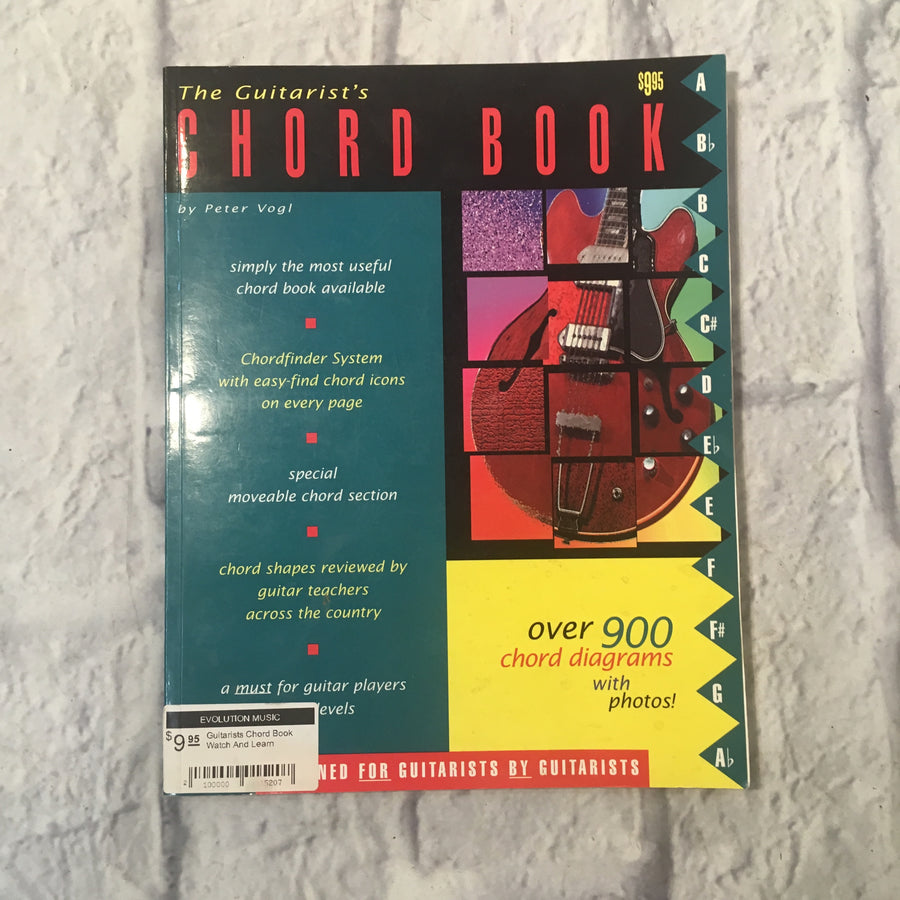 The Guitarist's
$9.95
CHORD BOOK
by Peter Vogl
simply the most useful
chord book available
Chordfinder System
with easy-find chord icons
on every page
special
moveable chord section
chord shapes reviewed by
guitar teachers
across the country
a must for guitar players
levels
over 900
chord diagrams
with
photos!
FOR GUITARISTS BY GUITARISTS
A
B♭
B
C
C#
D
E♭
E
F
F#
G
A♭
EVOLUTION MUSIC
$9.95
Guitarists Chord Book
Watch And Learn
2 100000 5207